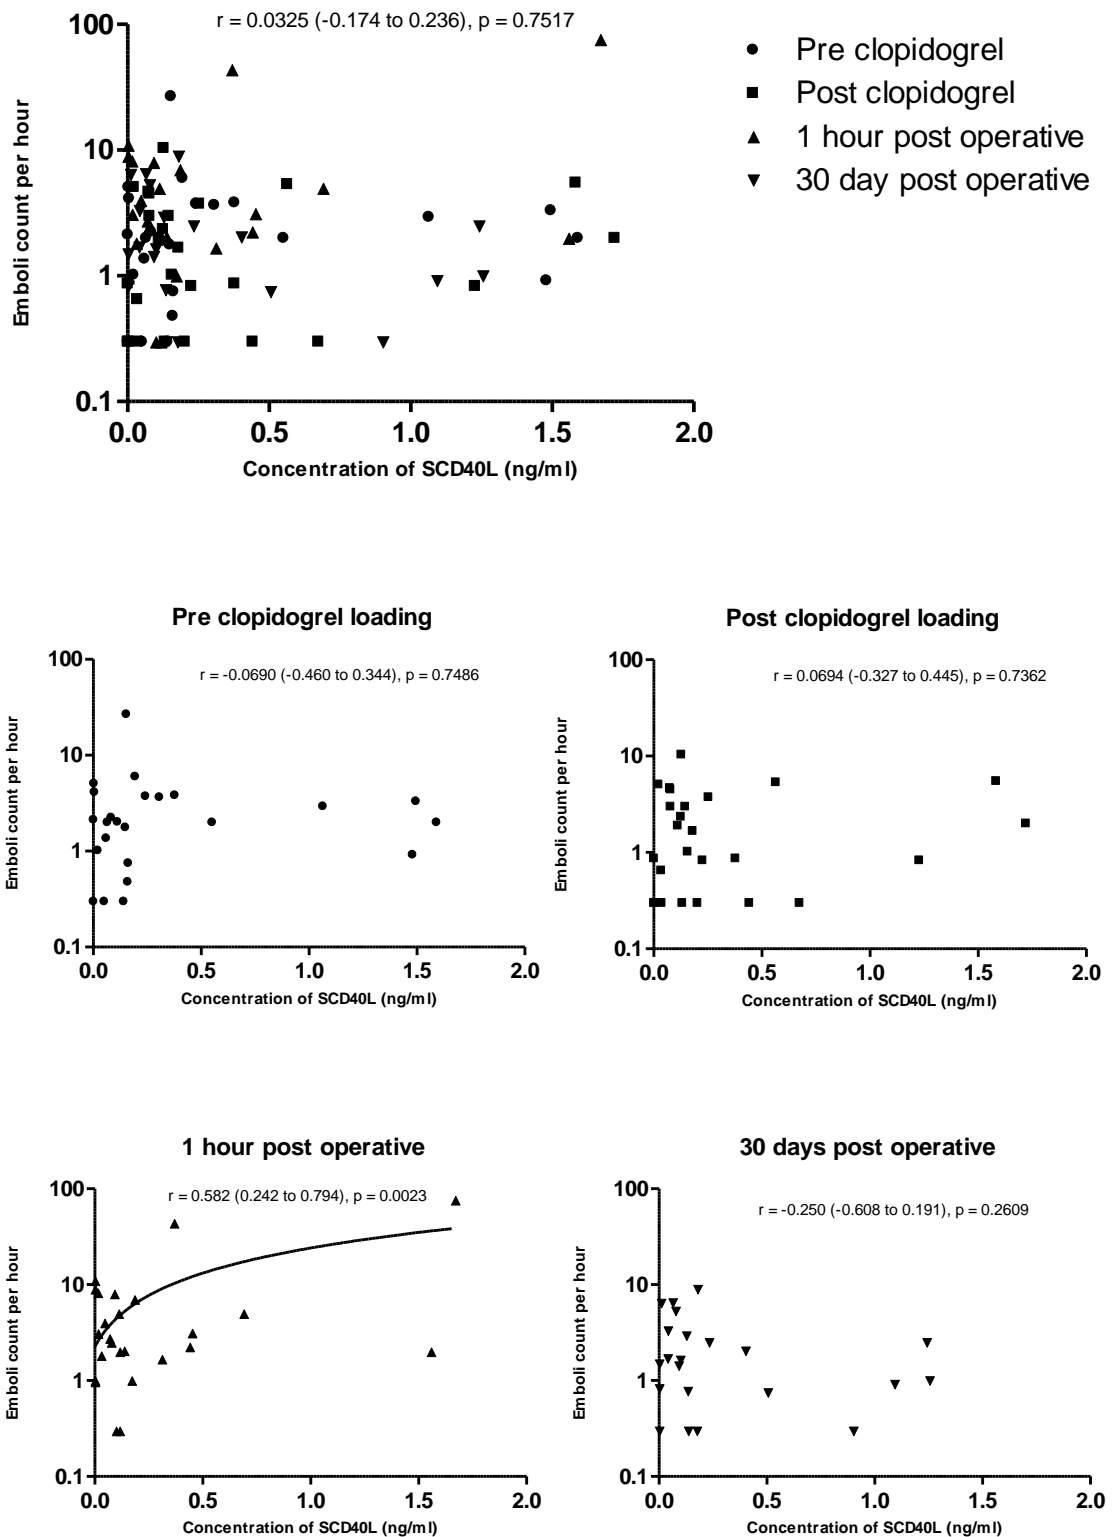 r = 0.0325 (-0.174 to 0.236), p = 0.7517
100
10
1
0.1
Emboli count per hour
0.0 0.5 1.0 1.5 2.0
Concentration of SCD40L (ng/ml)
Pre clopidogrel
Post clopidogrel
1 hour post operative
30 day post operative
Pre clopidogrel loading
r = -0.0690 (-0.460 to 0.344), p = 0.7486
100
10
1
0.1
Emboli count per hour
0.0 0.5 1.0 1.5 2.0
Concentration of SCD40L (ng/ml)
Post clopidogrel loading
r = 0.0694 (-0.327 to 0.445), p = 0.7362
100
10
1
0.1
Emboli count per hour
0.0 0.5 1.0 1.5 2.0
Concentration of SCD40L (ng/ml)
1 hour post operative
r = 0.582 (0.242 to 0.794), p = 0.0023
100
10
1
0.1
Emboli count per hour
0.0 0.5 1.0 1.5 2.0
Concentration of SCD40L (ng/ml)
30 days post operative
r = -0.250 (-0.608 to 0.191), p = 0.2609
100
10
1
0.1
Emboli count per hour
0.0 0.5 1.0 1.5 2.0
Concentration of SCD40L (ng/ml)